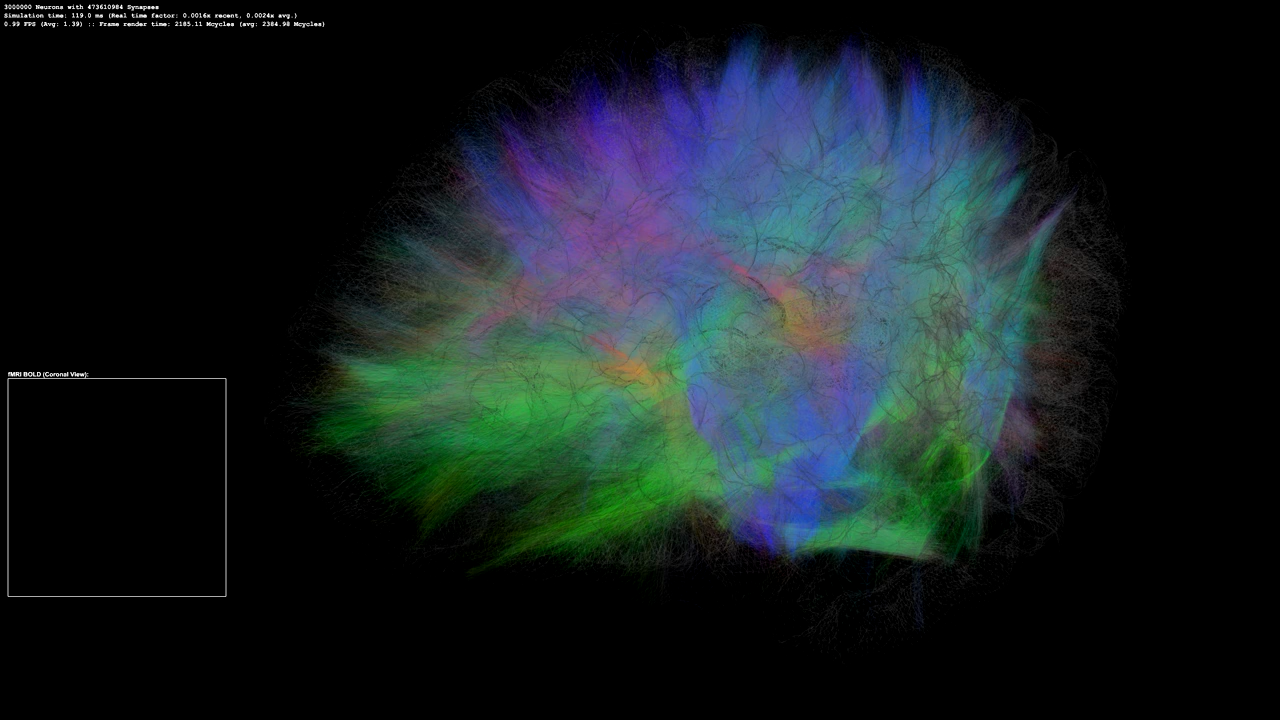 3000000 Neurons with 473610984 Synapses
Simulation time: 119.0 ms (Real time factor: 0.0016x recent, 0.0024x avg.)
0.99 FPS (Avg: 1.39) :: Frame render time: 2185.11 Mcycles (avg: 2384.98 Mcycles)
fMRI BOLD (Coronal View):